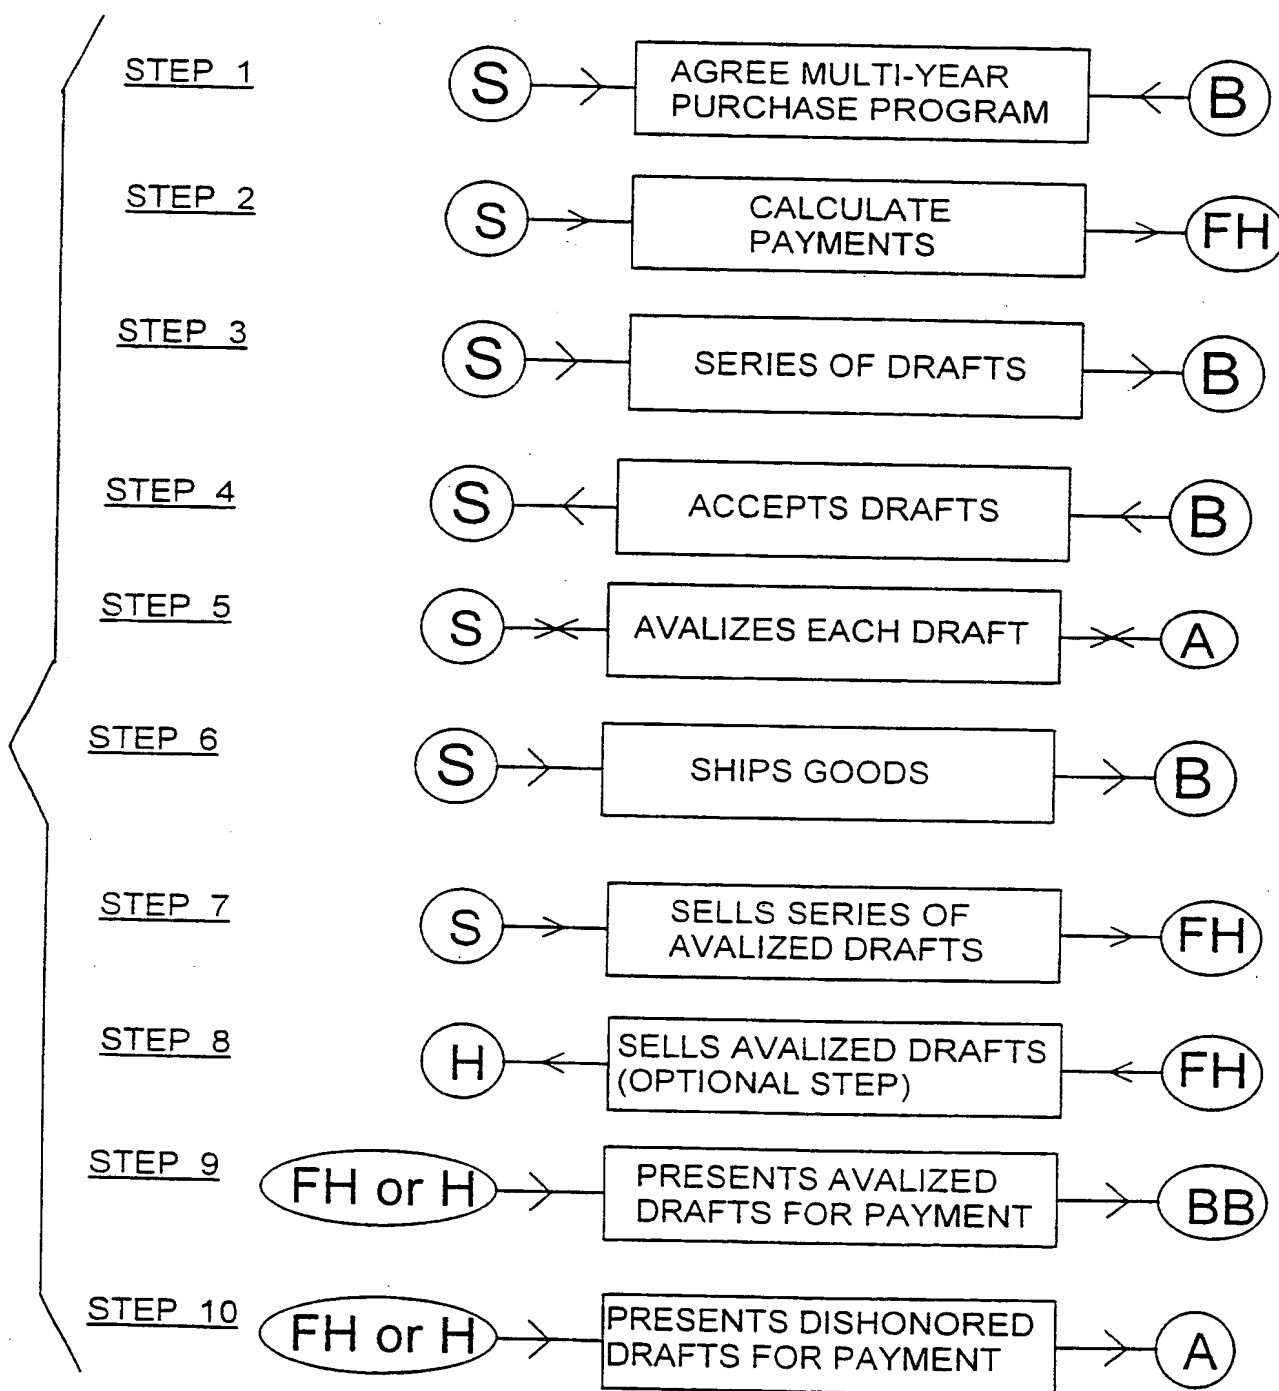 STEP 1
S
AGREE MULTI-YEAR
PURCHASE PROGRAM
B
STEP 2
S
CALCULATE
PAYMENTS
FH
STEP 3
S
SERIES OF DRAFTS
B
STEP 4
S
ACCEPTS DRAFTS
B
STEP 5
S
AVALIZES EACH DRAFT
A
STEP 6
S
SHIPS GOODS
B
STEP 7
S
SELLS SERIES OF
AVALIZED DRAFTS
FH
STEP 8
H
SELLS AVALIZED DRAFTS
(OPTIONAL STEP)
FH
STEP 9
FH or H
PRESENTS AVALIZED
DRAFTS FOR PAYMENT
BB
STEP 10
FH or H
PRESENTS DISHONORED
DRAFTS FOR PAYMENT
A